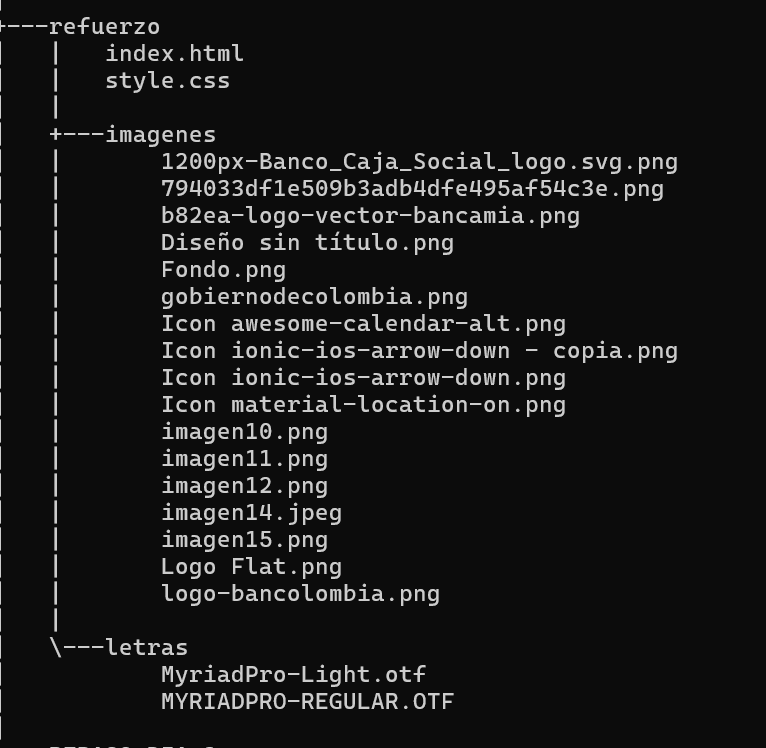 +---refuerzo
|   index.html
|   style.css
|
+---imagenes
|       1200px-Banco_Caja_Social_logo.svg.png
|       794033df1e509b3adb4dfe495af54c3e.png
|       b82ea-logo-vector-bancamia.png
|       Diseño sin título.png
|       Fondo.png
|       gobiernodecolombia.png
|       Icon awesome-calendar-alt.png
|       Icon ionic-ios-arrow-down - copia.png
|       Icon ionic-ios-arrow-down.png
|       Icon material-location-on.png
|       imagen10.png
|       imagen11.png
|       imagen12.png
|       imagen14.jpeg
|       imagen15.png
|       Logo Flat.png
|       logo-bancolombia.png
|
\---letras
        MyriadPro-Light.otf
        MYRIADPRO-REGULAR.OTF